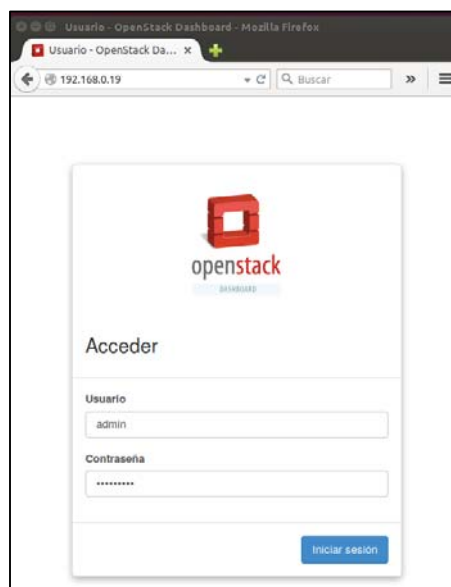 Usuario - OpenStack Dashboard - Mozilla Firefox
Usuario - OpenStack Da... ×
192.168.0.19
Buscar
openstack
DASHBOARD
Acceder
Usuario
admin
Contraseña
•••••••••
Iniciar sesión